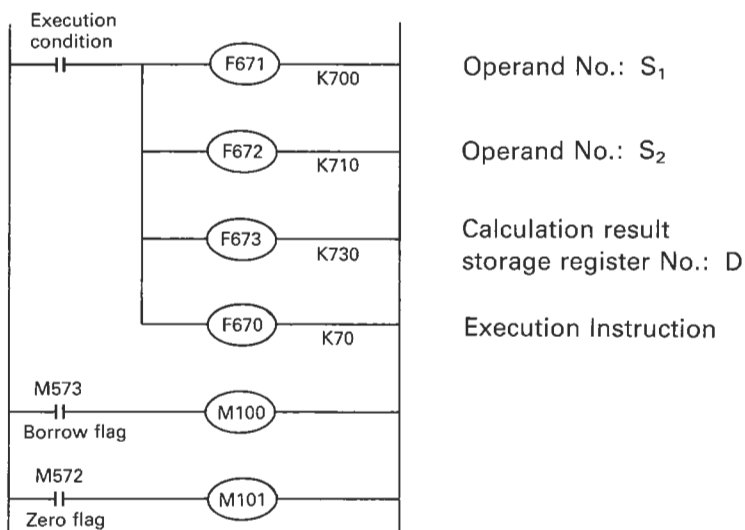 Execution
condition
F671
K700
Operand No.: S₁
F672
K710
Operand No.: S₂
F673
K730
Calculation result
storage register No.: D
F670
K70
Execution Instruction
M573
Borrow flag
M100
M572
Zero flag
M101